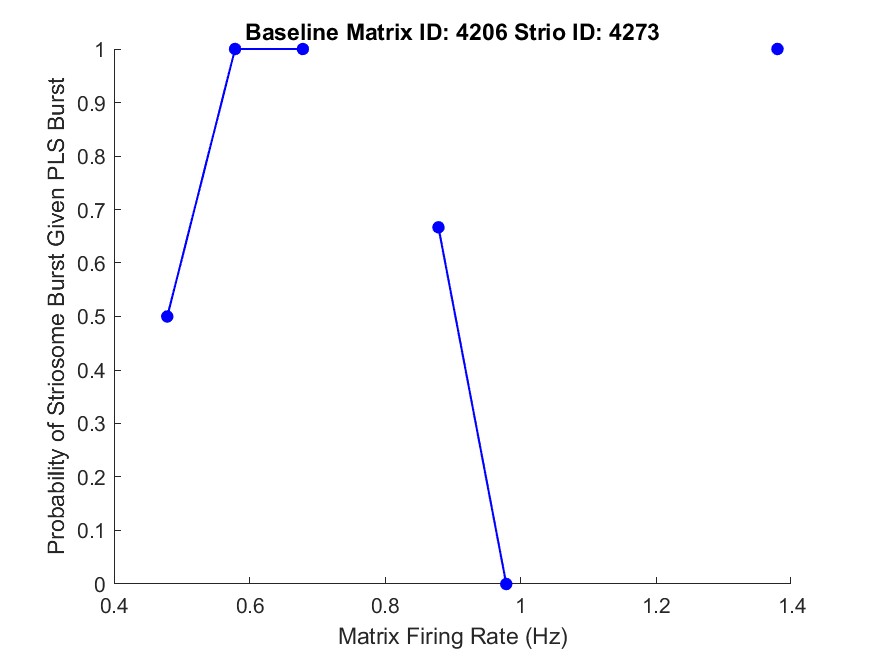 Baseline Matrix ID: 4206 Strio ID: 4273
Probability of Striosome Burst Given PLS Burst
1
0.9
0.8
0.7
0.6
0.5
0.4
0.3
0.2
0.1
0
0.4 0.6 0.8 1 1.2 1.4
Matrix Firing Rate (Hz)